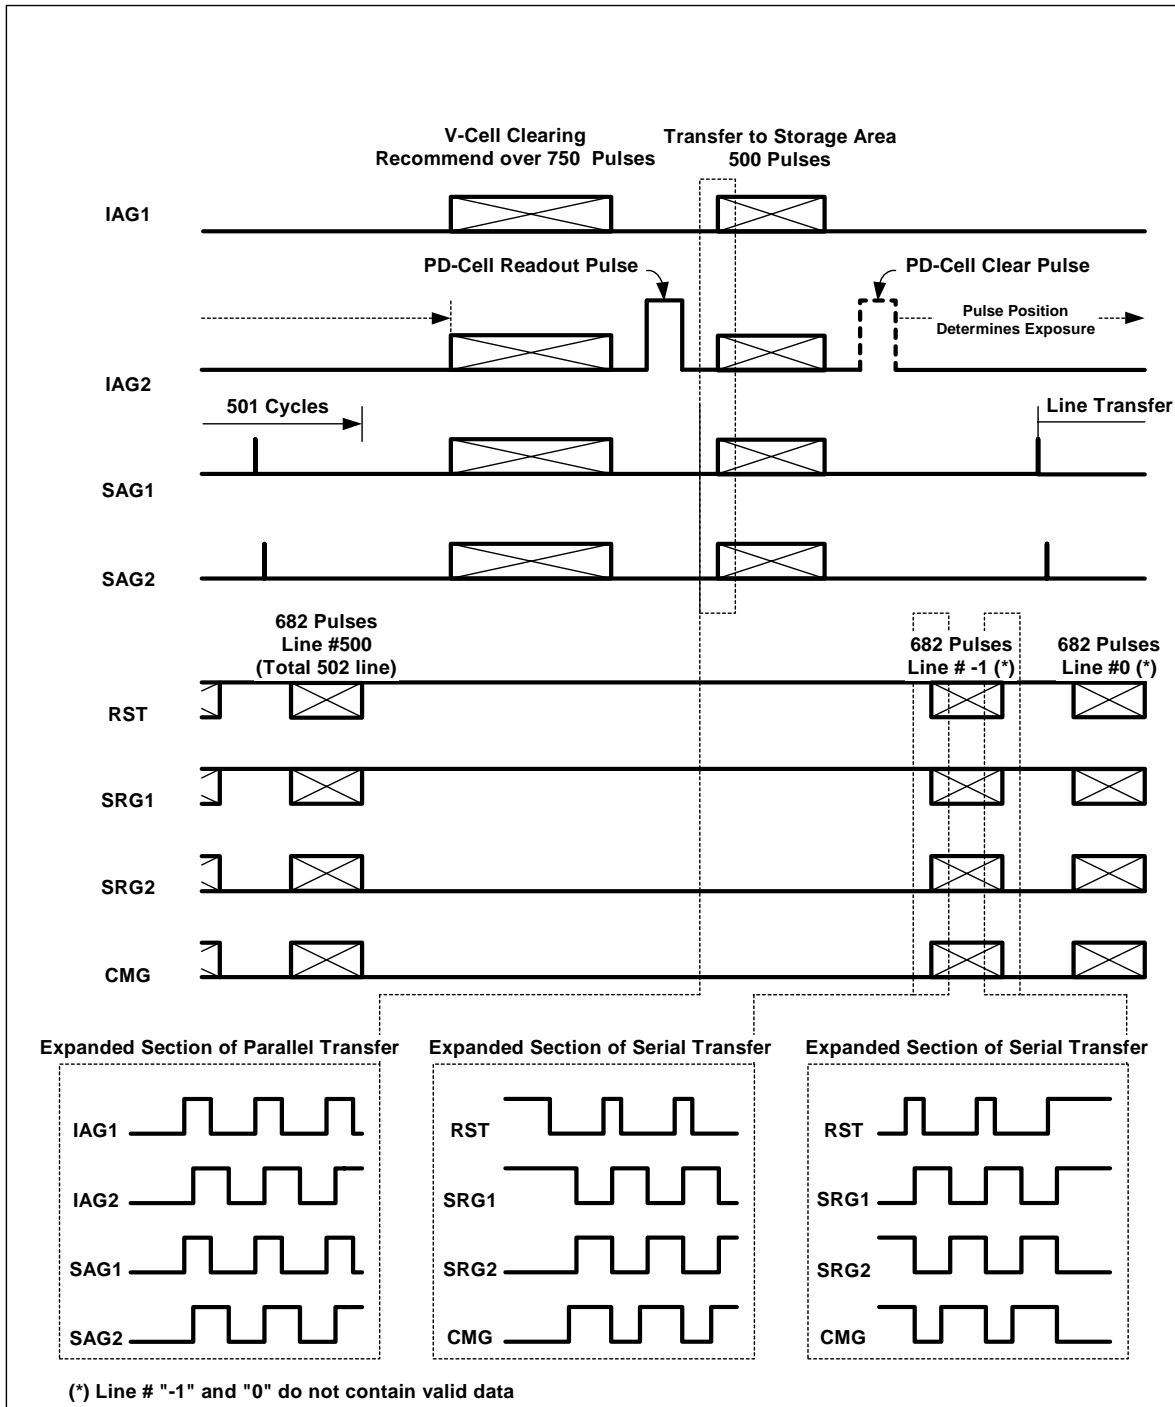 V-Cell Clearing
Recommend over 750 Pulses
Transfer to Storage Area
500 Pulses
IAG1
PD-Cell Readout Pulse
PD-Cell Clear Pulse
Pulse Position
Determines Exposure
IAG2
501 Cycles
Line Transfer
SAG1
SAG2
682 Pulses
Line #500
(Total 502 line)
682 Pulses
Line # -1 (*)
682 Pulses
Line #0 (*)
RST
SRG1
SRG2
CMG
Expanded Section of Parallel Transfer
IAG1
IAG2
SAG1
SAG2
Expanded Section of Serial Transfer
RST
SRG1
SRG2
CMG
Expanded Section of Serial Transfer
RST
SRG1
SRG2
CMG
(*) Line # "-1" and "0" do not contain valid data